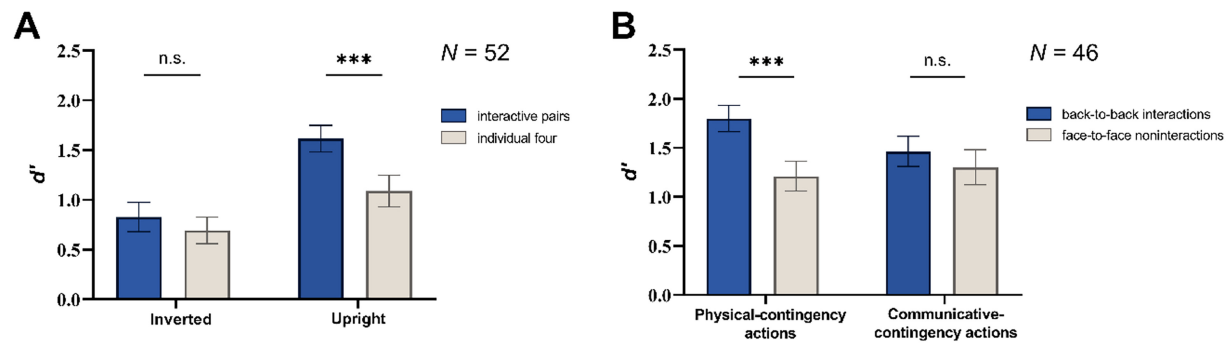 A
N = 52
n.s.
***
2.5
2.0
1.5
1.0
0.5
0.0
d'
interactive pairs
individual four
Inverted
Upright
B
N = 46
***
n.s.
2.5
2.0
1.5
1.0
0.5
0.0
d'
back-to-back interactions
face-to-face noninteractions
Physical-contingency
actions
Communicative-
contingency actions